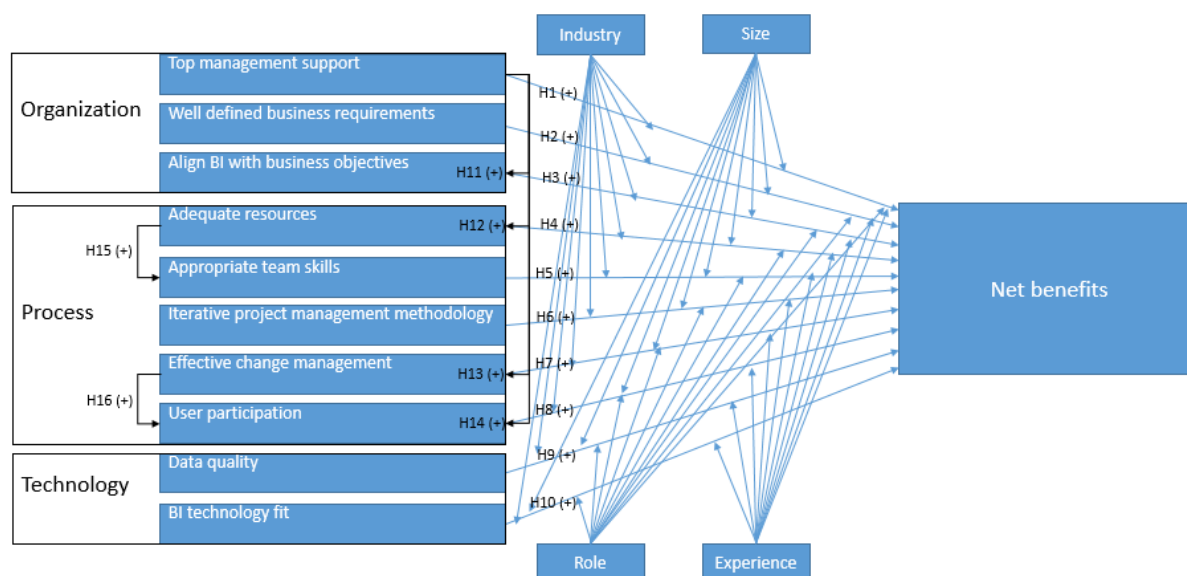 Industry
Size
Organization
Top management support
Well defined business requirements
Align BI with business objectives
H11 (+)
Process
Adequate resources
H12 (+)
Appropriate team skills
Iterative project management methodology
Effective change management
H13 (+)
User participation
H14 (+)
H15 (+)
H16 (+)
Technology
Data quality
BI technology fit
H1 (+)
H2 (+)
H3 (+)
H4 (+)
H5 (+)
H6 (+)
H7 (+)
H8 (+)
H9 (+)
H10 (+)
Net benefits
Role
Experience